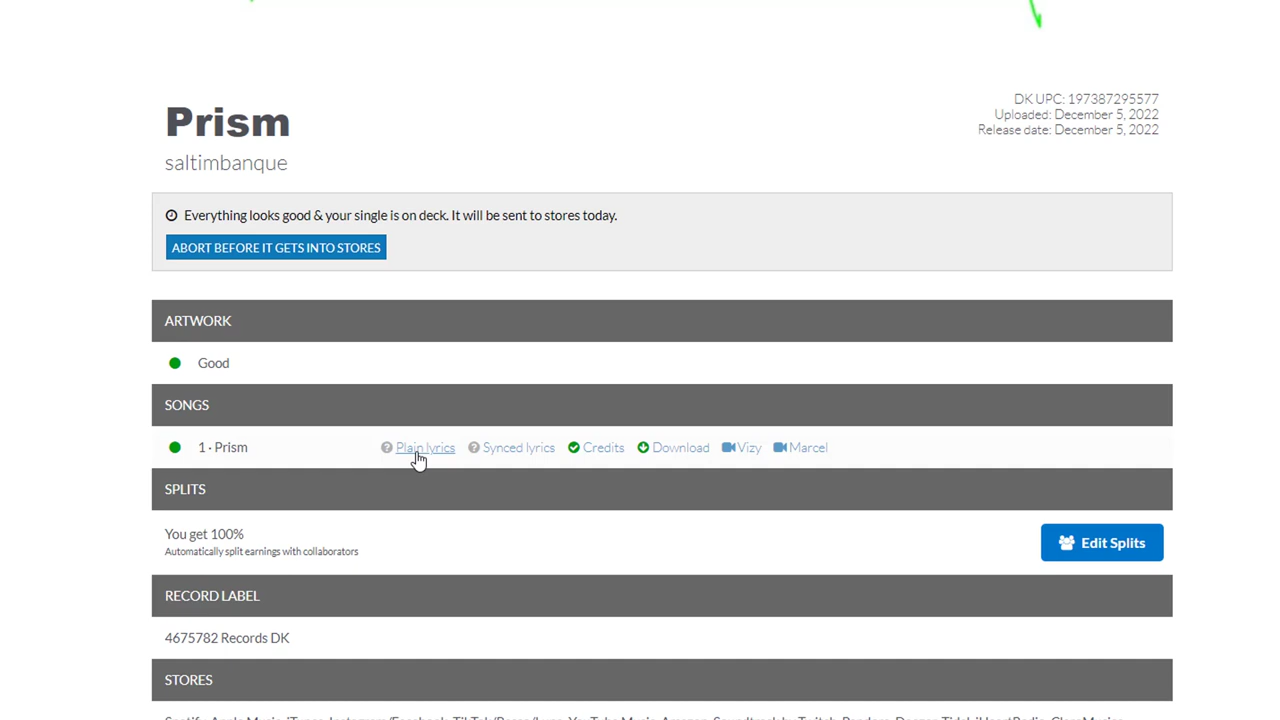 Prism
saltimbanque
DK UPC: 197387295577
Uploaded: December 5, 2022
Release date: December 5, 2022
Everything looks good & your single is on deck. It will be sent to stores today.
ABORT BEFORE IT GETS INTO STORES
ARTWORK
Good
SONGS
1 · Prism Plain lyrics Synced lyrics Credits Download Vizy Marcel
SPLITS
You get 100%
Automatically split earnings with collaborators
Edit Splits
RECORD LABEL
4675782 Records DK
STORES